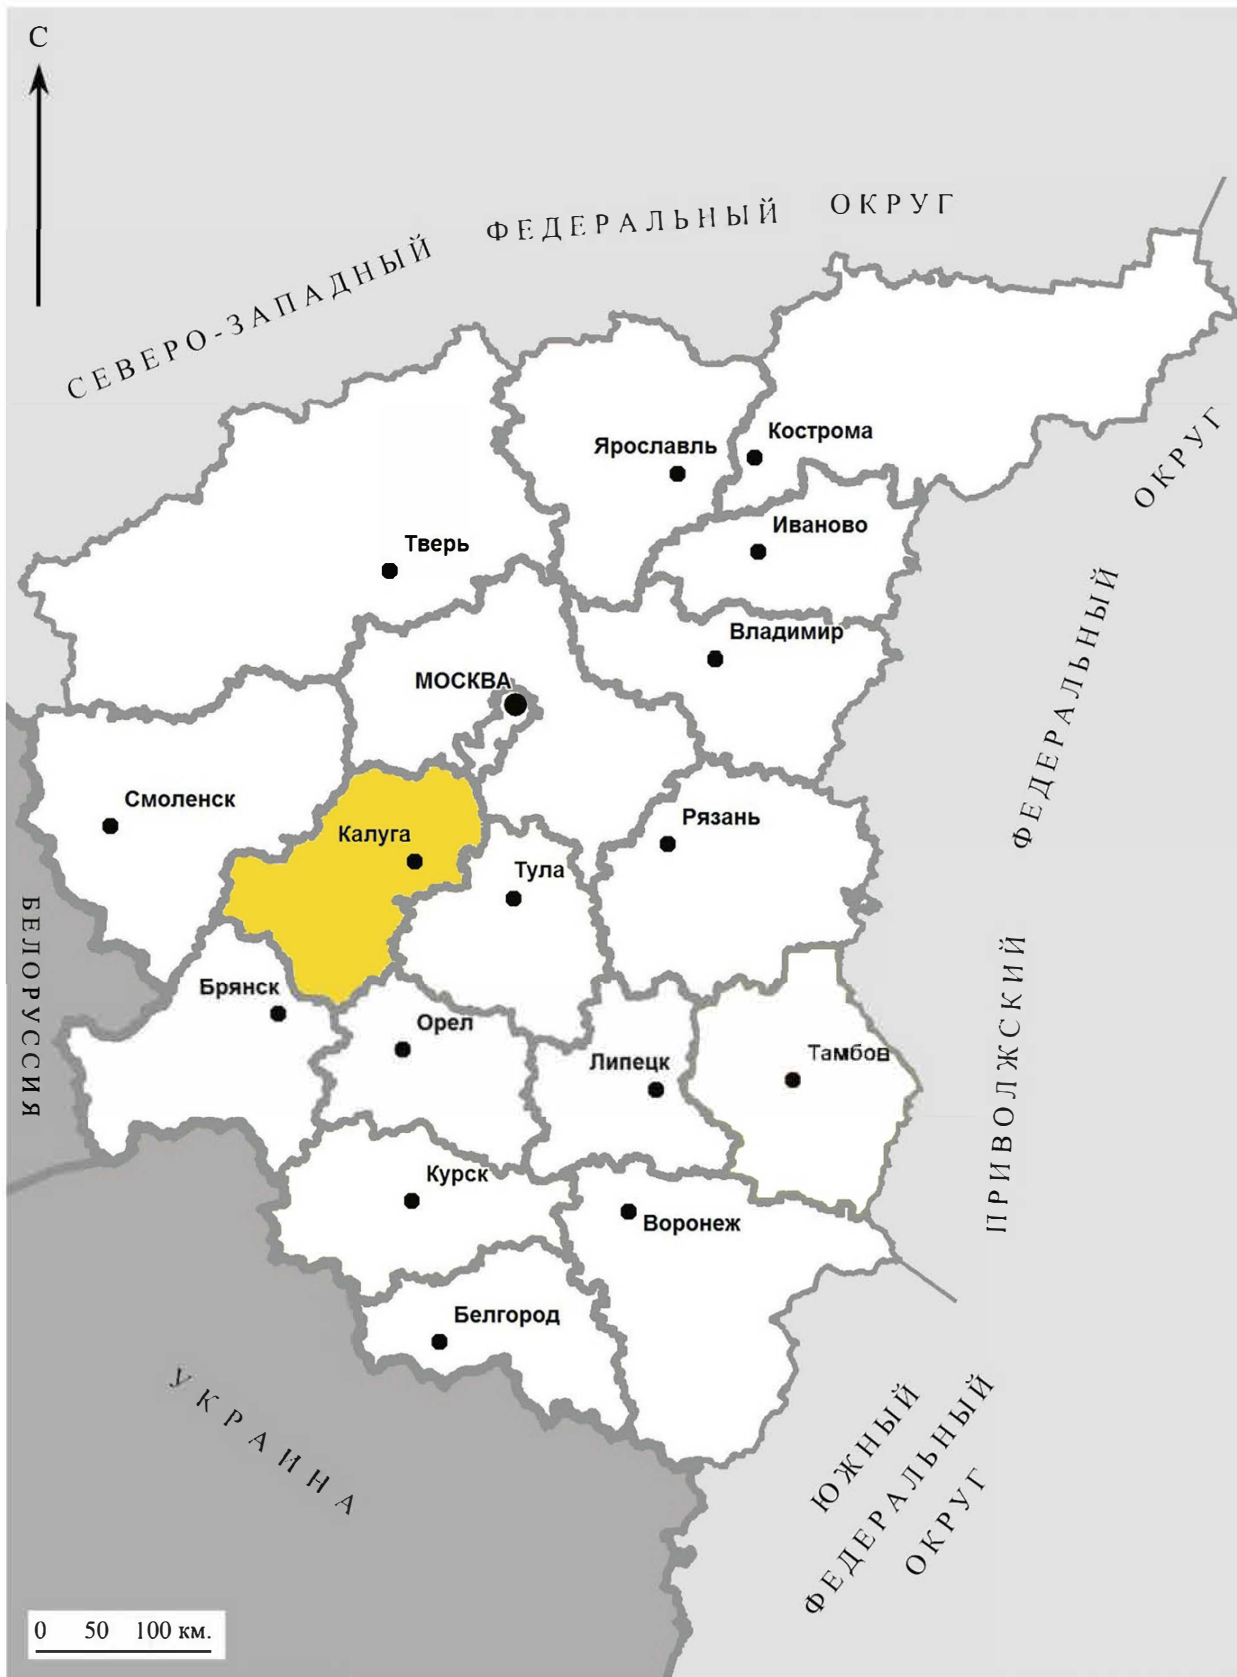 С
СЕВЕРО-ЗАПАДНЫЙ ФЕДЕРАЛЬНЫЙ ОКРУГ
Кострома
Ярославль
ОКРУГ
Иваново
Тверь
ФЕДЕРАЛЬНЫЙ
Владимир
МОСКВА
Смоленск
Рязань
Калуга
Тула
БЕЛОРУССИЯ
ПРИВОЛЖСКИЙ
Брянск
Орел
Тамбов
Липецк
Курск
Воронеж
Белгород
УКРАИНА
ЮЖНЫЙ
ФЕДЕРАЛЬНЫЙ
ОКРУГ
0 50 100 км.